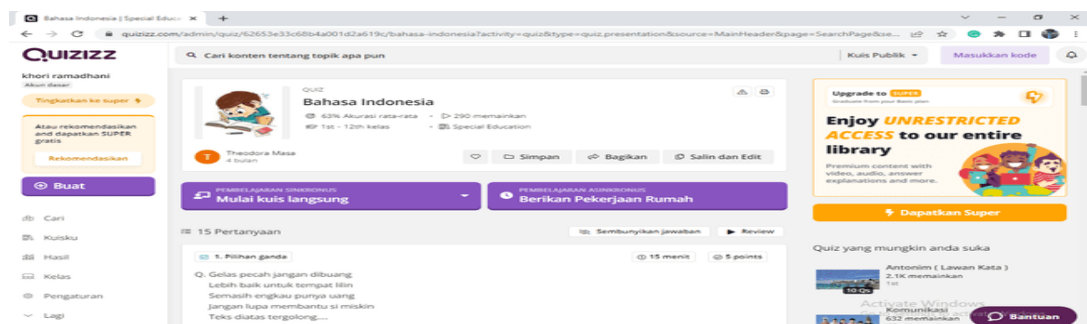 Bahasa Indonesia | Special Educ
quizizz.com/admin/quiz/62653e33c68b4a001d2a619c/bahasa-indonesia?activity=quiz&type=quiz.presentation&source=MainHeader&page=SearchPage&se...
QUIZIZZ
Cari konten tentang topik apa pun
Kuis Publik
Masukkan kode
khori ramadhani
Akun dasar
Tingkatkan ke super
Atau rekomendasikan
and dapatkan SUPER
gratis
Rekomendasikan
Buat
Cari
Kuisku
Hasil
Kelas
Pengaturan
Lagi
QUIZ
Bahasa Indonesia
63% Akurasi rata-rata
290 memainkan
1st - 12th kelas
Special Education
T
Theodora Masa
4 bulan
Simpan
Bagikan
Salin dan Edit
PEMBELAJARAN SINKRONUS
Mulai kuis langsung
PEMBELAJARAN ASINKRONUS
Berikan Pekerjaan Rumah
15 Pertanyaan
Sembunyikan jawaban
Review
1. Pilihan ganda
15 menit
5 points
Q. Gelas pecah jangan dibuang
Lebih baik untuk tempat lilin
Semasih engkau punya uang
Jangan lupa membantu si miskin
Teks diatas tergolong....
Upgrade to SUPER
Graduate from your Basic plan
Enjoy UNRESTRICTED
ACCESS to our entire
library
Premium content with
video, audio, answer
explanations and more.
Dapatkan Super
Quiz yang mungkin anda suka
Antonim ( Lawan Kata )
2.1K memainkan
1st
10 Qs
Activate Windows
Komunikasi
632 memainkan
Bantuan